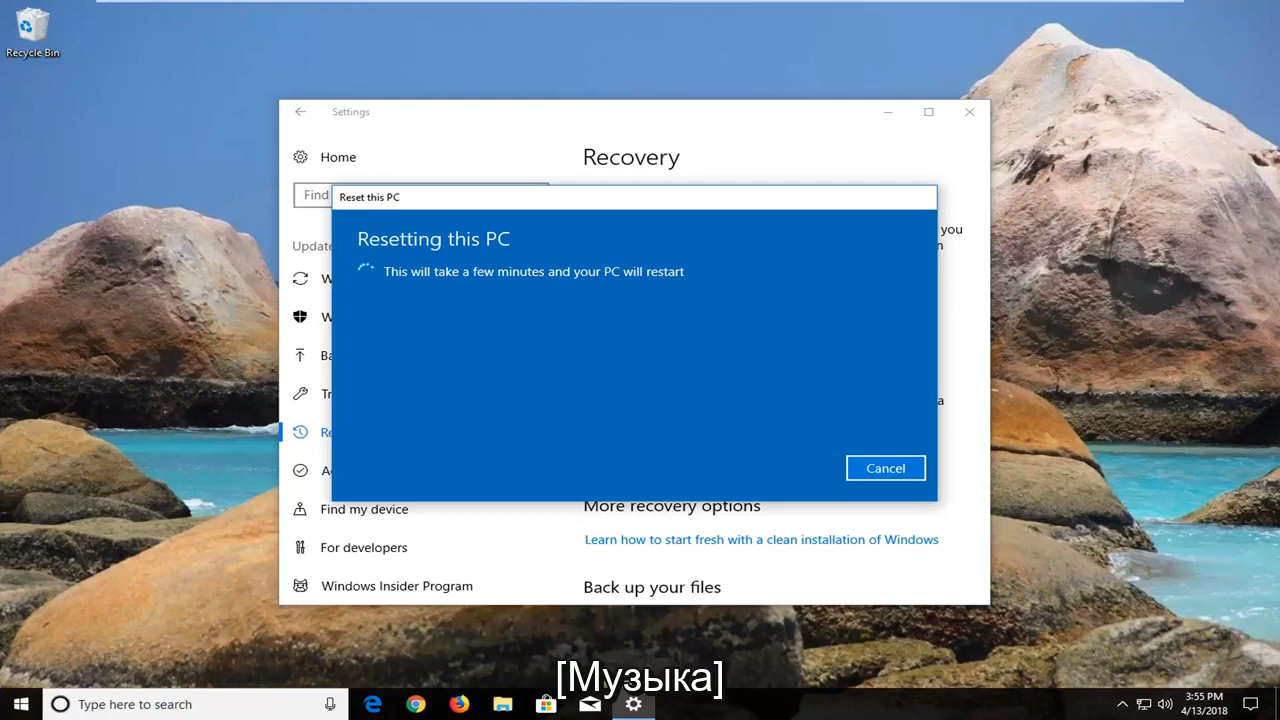 Recycle Bin
Settings
Home
Recovery
Find
Reset this PC
Resetting this PC
This will take a few minutes and your PC will restart
Cancel
you
Update
W
W
Ba
Tr
Re
A
a
Find my device
More recovery options
For developers
Learn how to start fresh with a clean installation of Windows
Windows Insider Program
Back up your files
[Музыка]
Type here to search
3:55 PM
4/13/2018